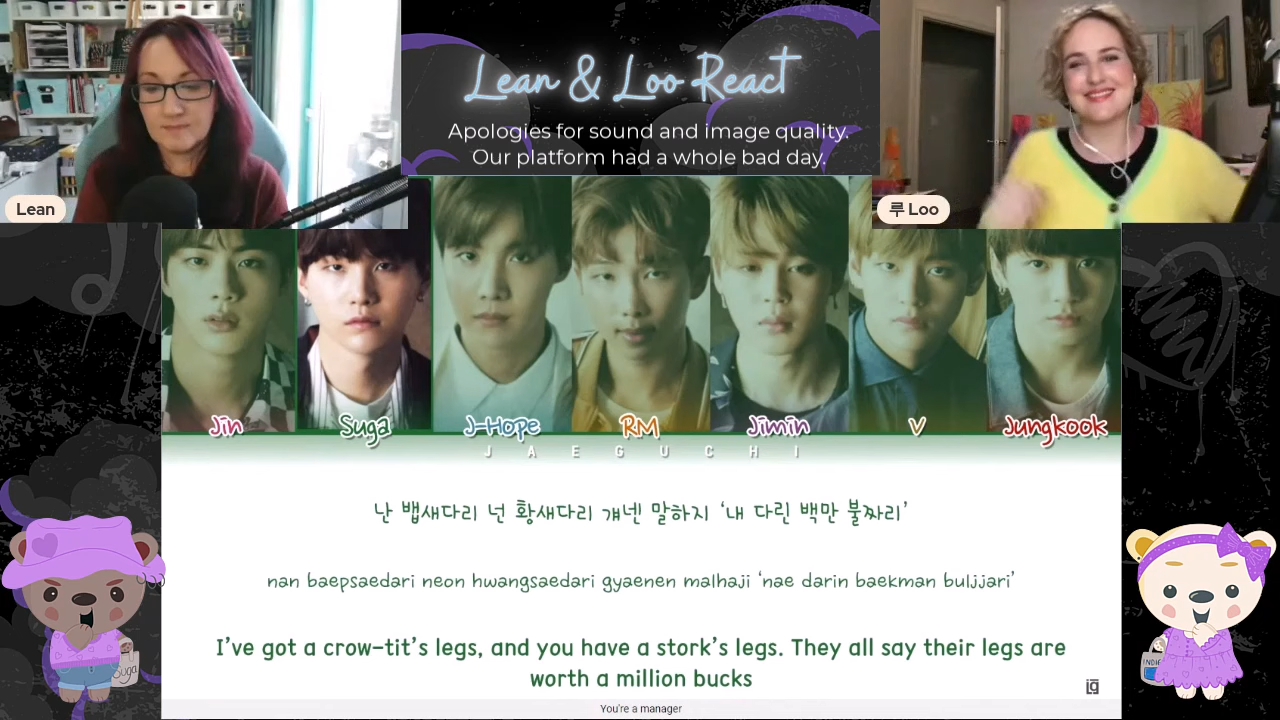 Lean & Loo React
Apologies for sound and image quality.
Our platform had a whole bad day.
Lean
루 Loo
Jin
Suga
J-Hope
RM
Jimin
V
Jungkook
JAEGUCHI
난 뱁새다리 넌 황새다리 걔넨 말하지 ‘내 다린 백만 불짜리’
nan baepsaedari neon hwangsaedari gyaenen malhaji ‘nae darin baekman buljjari’
I’ve got a crow-tit’s legs, and you have a stork’s legs. They all say their legs are
worth a million bucks
Suga
INDIE
You're a manager